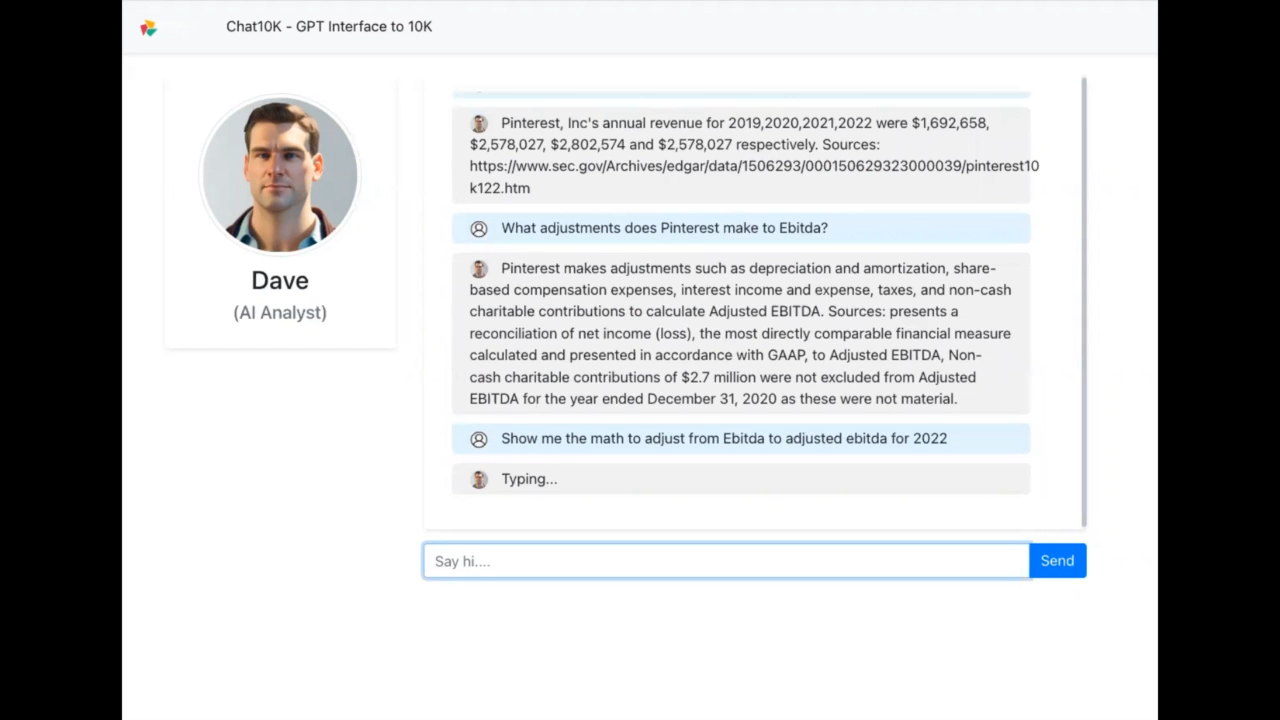 Chat10K - GPT Interface to 10K
Dave
(AI Analyst)
Pinterest, Inc's annual revenue for 2019,2020,2021,2022 were $1,692,658,
$2,578,027, $2,802,574 and $2,578,027 respectively. Sources:
https://www.sec.gov/Archives/edgar/data/1506293/000150629323000039/pinterest10
k122.htm
What adjustments does Pinterest make to Ebitda?
Pinterest makes adjustments such as depreciation and amortization, share-
based compensation expenses, interest income and expense, taxes, and non-cash
charitable contributions to calculate Adjusted EBITDA. Sources: presents a
reconciliation of net income (loss), the most directly comparable financial measure
calculated and presented in accordance with GAAP, to Adjusted EBITDA, Non-
cash charitable contributions of $2.7 million were not excluded from Adjusted
EBITDA for the year ended December 31, 2020 as these were not material.
Show me the math to adjust from Ebitda to adjusted ebitda for 2022
Typing...
Say hi....
Send